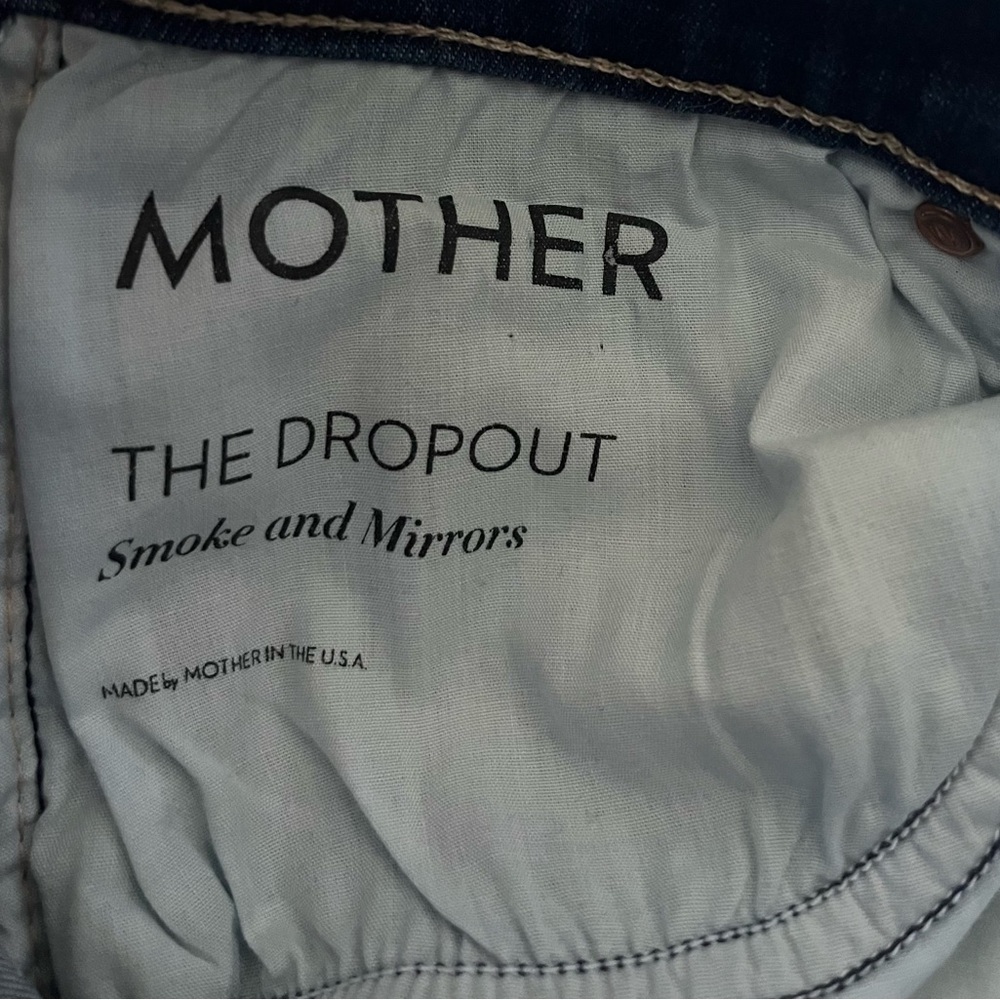 MOTHER
THE DROPOUT
Smoke and Mirrors
MADE by MOTHER IN THE U.S.A.